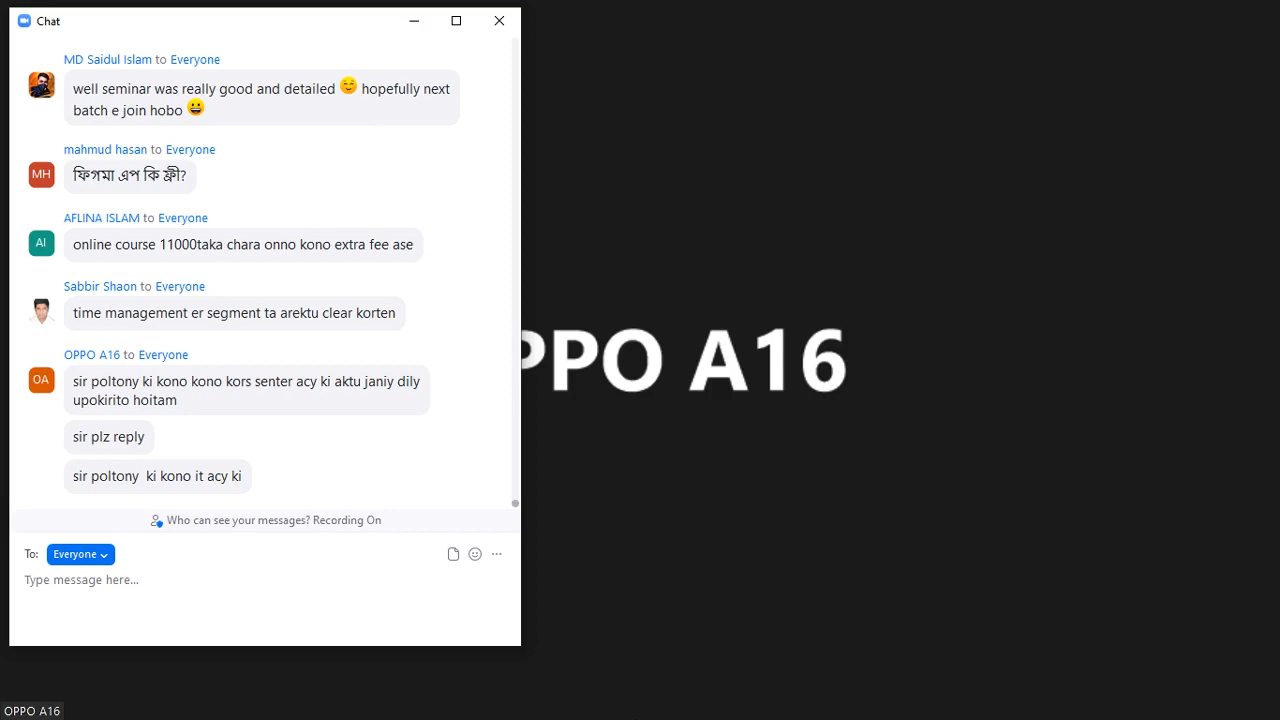 Chat
MD Saidul Islam to Everyone
well seminar was really good and detailed 😌 hopefully next
batch e join hobo 😀
mahmud hasan to Everyone
MH
ফিগমা এপ কি ফ্রী?
AFLINA ISLAM to Everyone
AI
online course 11000taka chara onno kono extra fee ase
Sabbir Shaon to Everyone
time management er segment ta arektu clear korten
OPPO A16 to Everyone
OA
sir poltony ki kono kono kors senter acy ki aktu janiy dily
upokirito hoitam
sir plz reply
sir poltony  ki kono it acy ki
Who can see your messages? Recording On
To: Everyone
Type message here...
PPO A16
OPPO A16